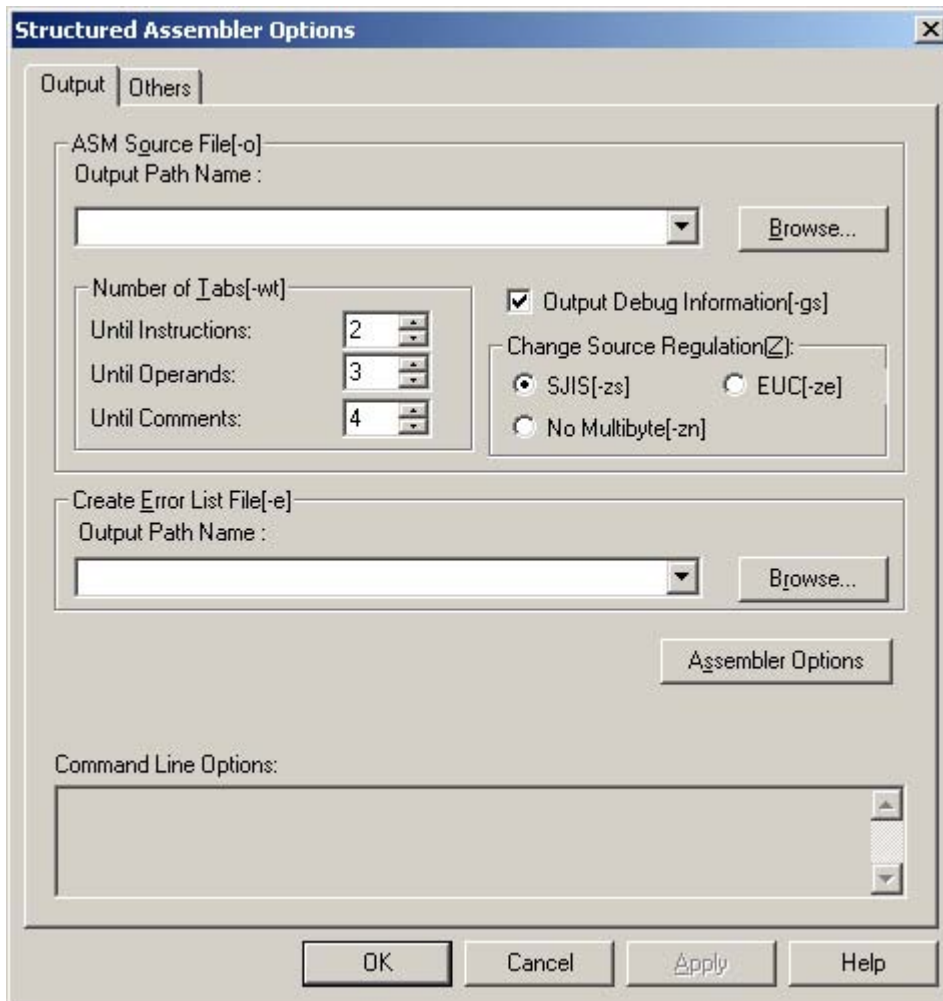 Structured Assembler Options
Output Others
ASM Source File[-o]
Output Path Name :
Browse...
Number of Tabs[-wt]
Until Instructions: 2
Until Operands: 3
Until Comments: 4
Output Debug Information[-gs]
Change Source Regulation(Z):
SJIS[-zs] EUC[-ze]
No Multibyte[-zn]
Create Error List File[-e]
Output Path Name :
Browse...
Assembler Options
Command Line Options:
OK Cancel Apply Help